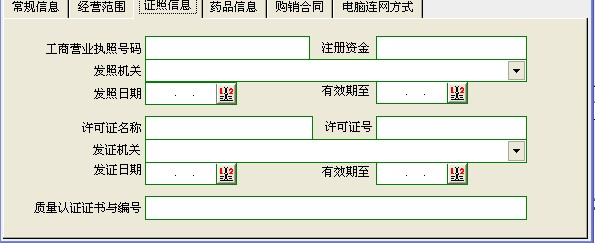 常规信息 经营范围 证照信息 药品信息 购销合同 电脑连网方式
工商营业执照号码 注册资金
发照机关
发照日期 . . 有效期至 . .
许可证名称 许可证号
发证机关
发证日期 . . 有效期至 . .
质量认证证书与编号